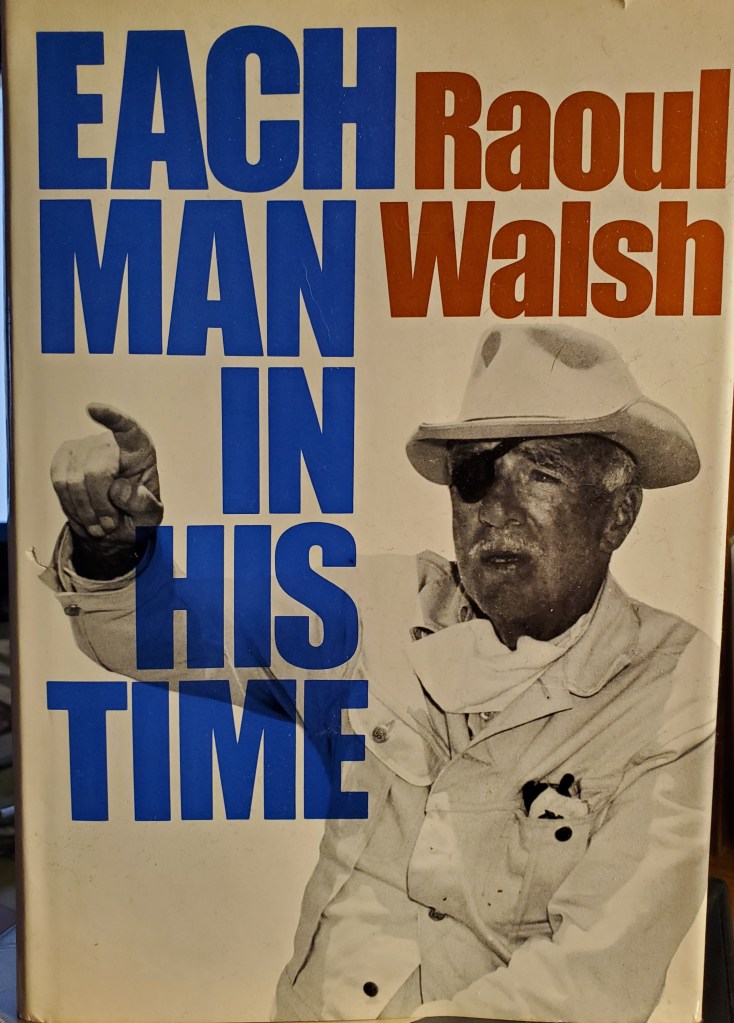 EACH
MAN
IN
HIS
TIME
Raoul
Walsh